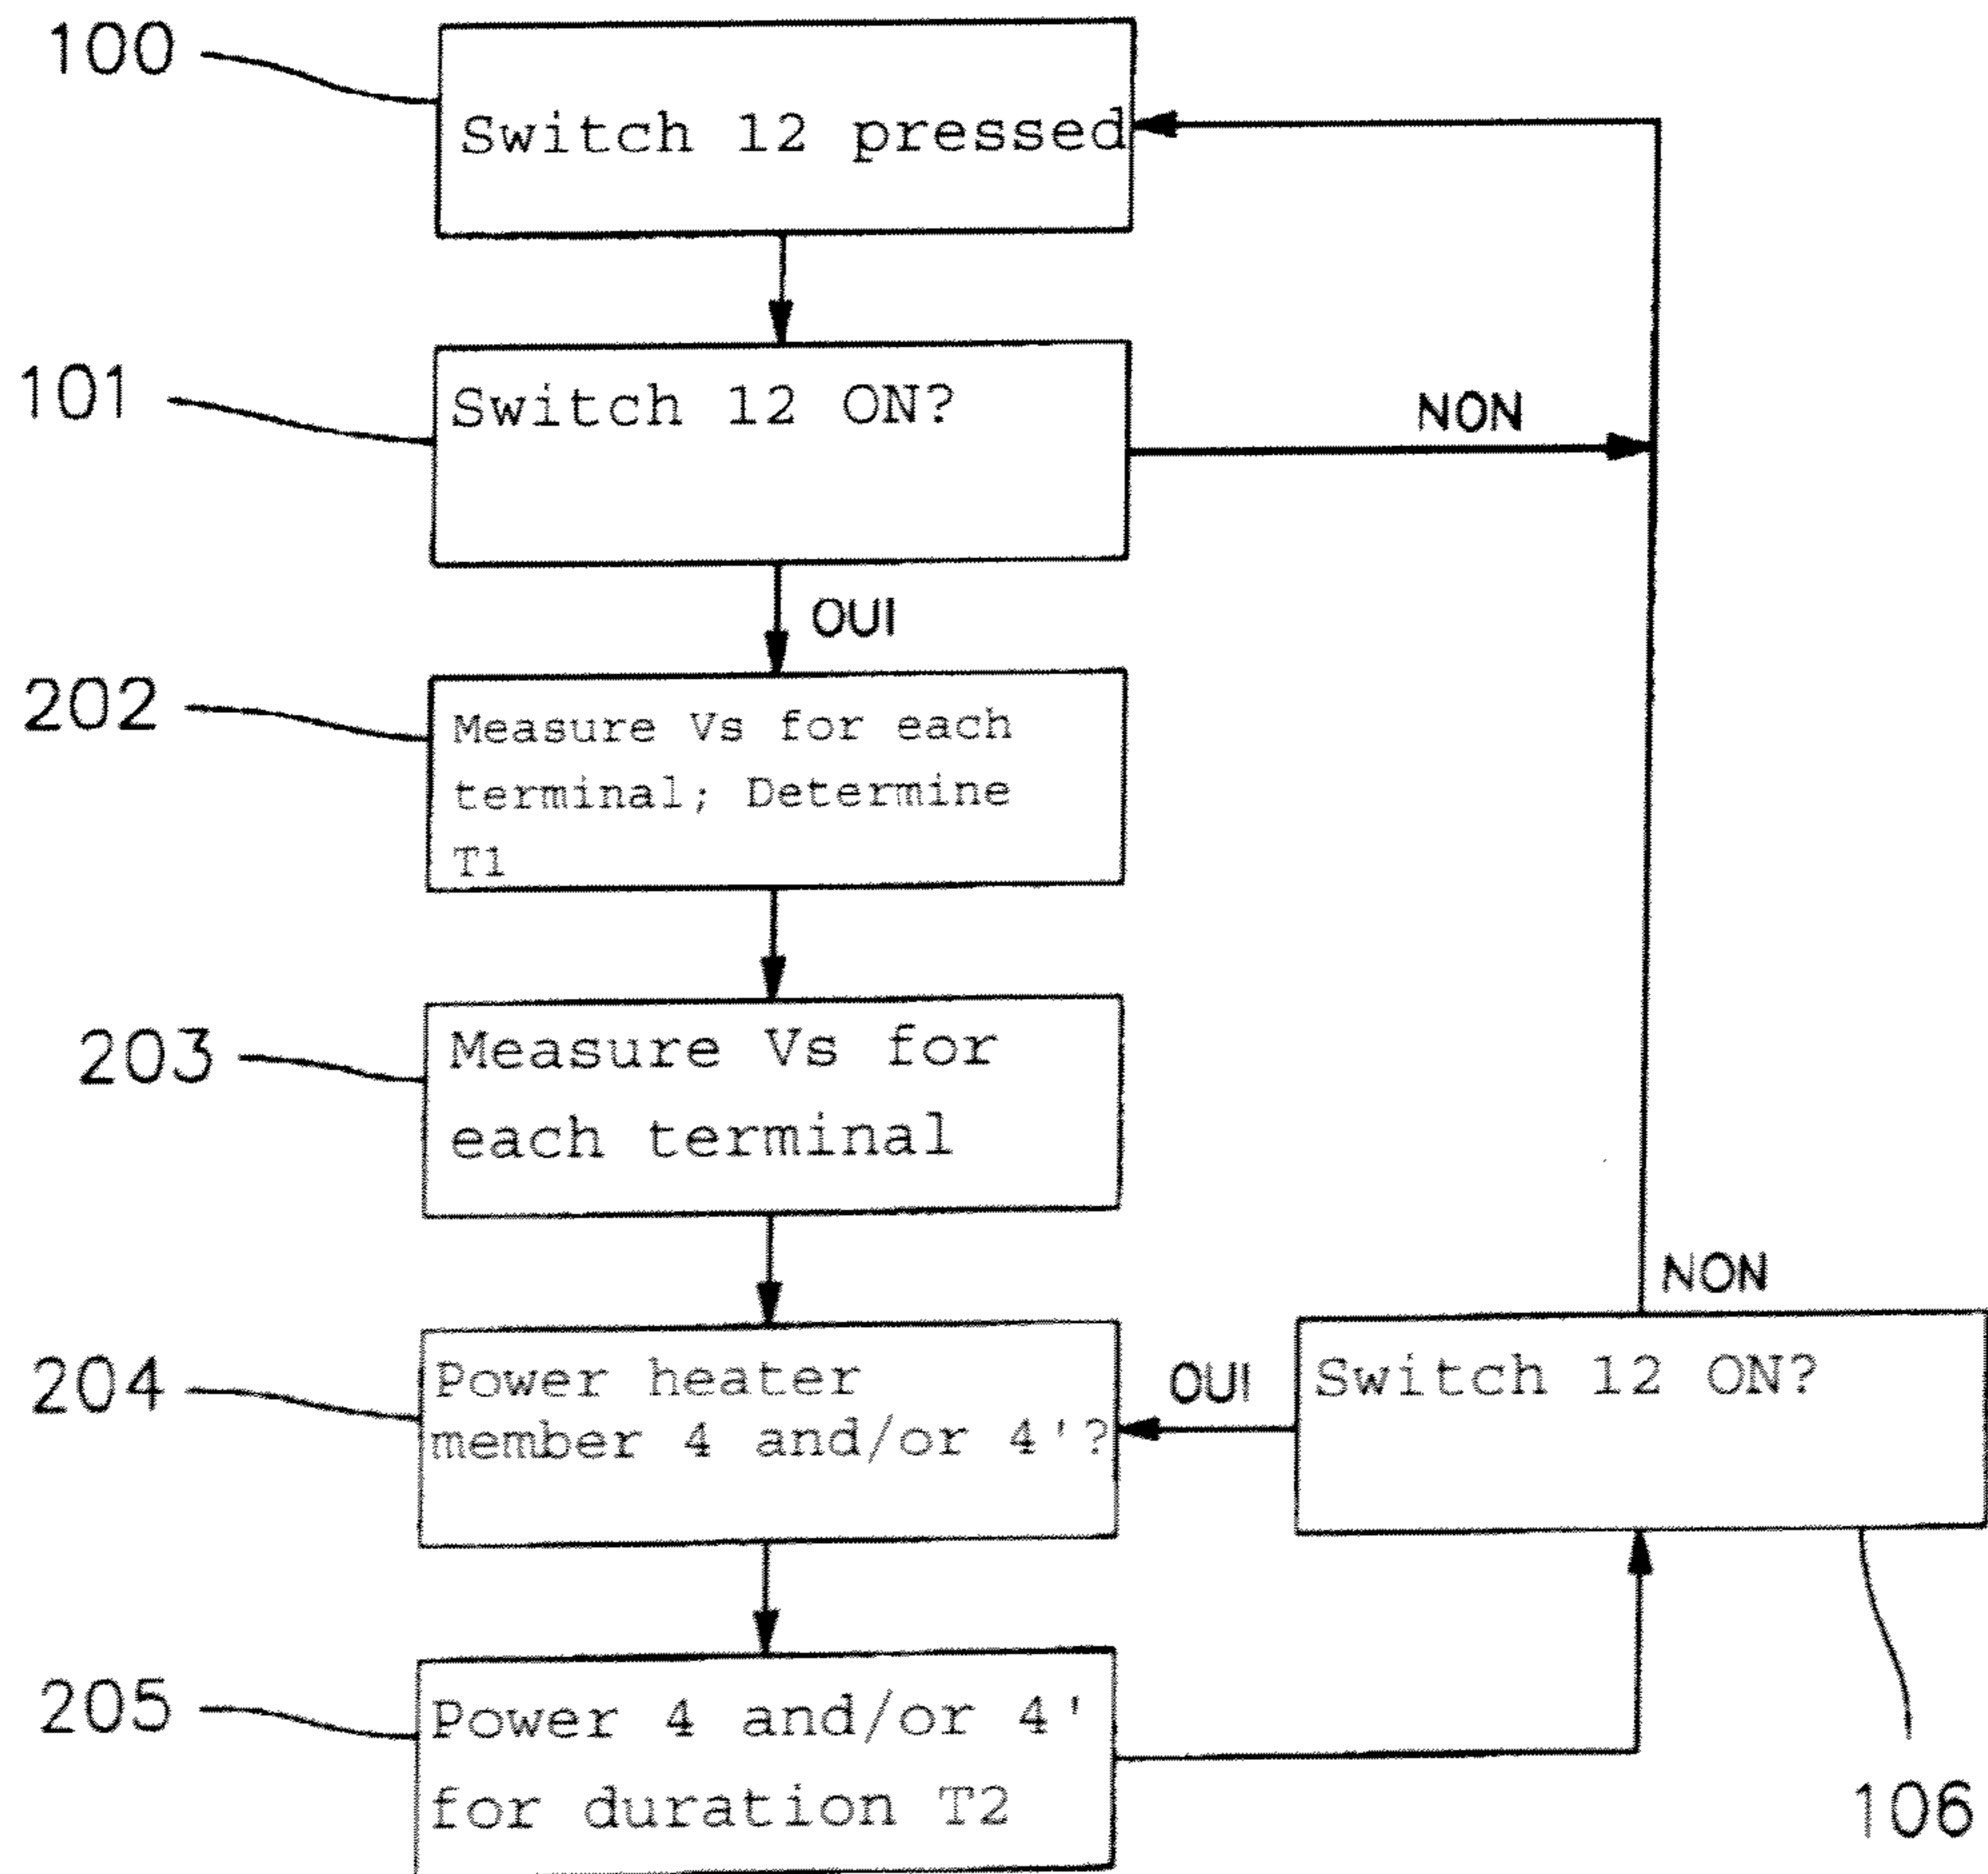 100
Switch 12 pressed
101
Switch 12 ON?
NON
OUI
202
Measure Vs for each
terminal; Determine
T1
203
Measure Vs for
each terminal
NON
204
Power heater
member 4 and/or 4'?
OUI
Switch 12 ON?
205
Power 4 and/or 4'
for duration T2
106